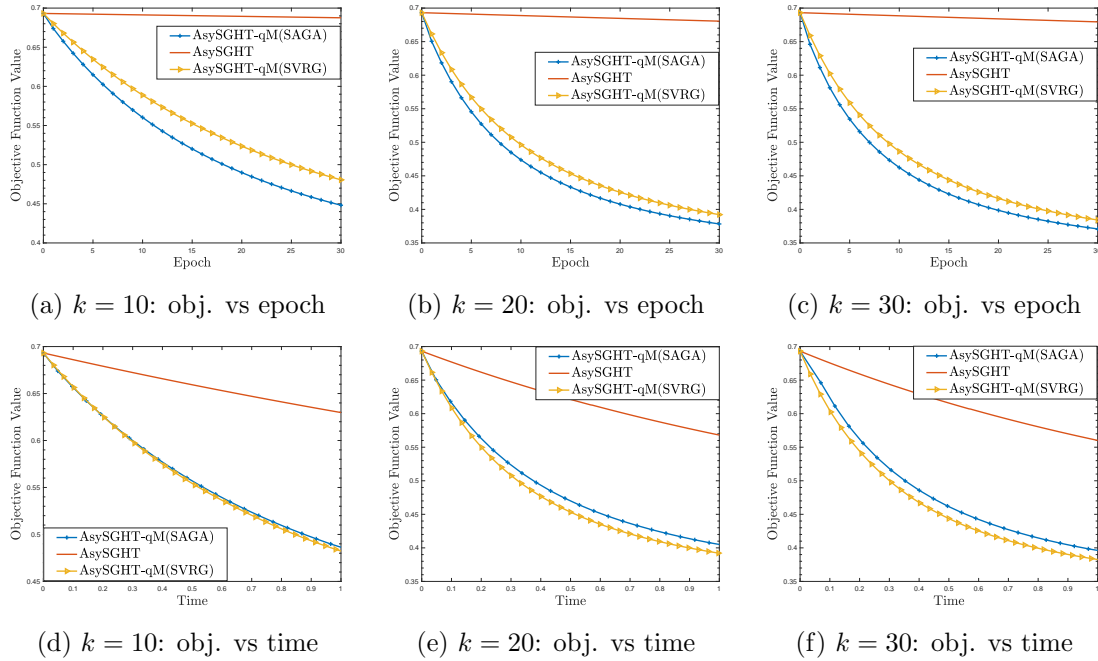 0.7
0.65
0.6
0.55
0.5
0.45
0.4
Objective Function Value
AsySGHT-qM(SAGA)
AsySGHT
AsySGHT-qM(SVRG)
0 5 10 15 20 25 30
Epoch
(a) k = 10: obj. vs epoch
0.7
0.65
0.6
0.55
0.5
0.45
0.4
0.35
Objective Function Value
AsySGHT-qM(SAGA)
AsySGHT
AsySGHT-qM(SVRG)
0 5 10 15 20 25 30
Epoch
(b) k = 20: obj. vs epoch
0.7
0.65
0.6
0.55
0.5
0.45
0.4
0.35
Objective Function Value
AsySGHT-qM(SAGA)
AsySGHT
AsySGHT-qM(SVRG)
0 5 10 15 20 25 30
Epoch
(c) k = 30: obj. vs epoch
0.7
0.65
0.6
0.55
0.5
0.45
Objective Function Value
AsySGHT-qM(SAGA)
AsySGHT
AsySGHT-qM(SVRG)
0 0.1 0.2 0.3 0.4 0.5 0.6 0.7 0.8 0.9 1
Time
(d) k = 10: obj. vs time
0.7
0.65
0.6
0.55
0.5
0.45
0.4
0.35
Objective Function Value
AsySGHT-qM(SAGA)
AsySGHT
AsySGHT-qM(SVRG)
0 0.1 0.2 0.3 0.4 0.5 0.6 0.7 0.8 0.9 1
Time
(e) k = 20: obj. vs time
0.7
0.65
0.6
0.55
0.5
0.45
0.4
0.35
Objective Function Value
AsySGHT-qM(SAGA)
AsySGHT
AsySGHT-qM(SVRG)
0 0.1 0.2 0.3 0.4 0.5 0.6 0.7 0.8 0.9 1
Time
(f) k = 30: obj. vs time